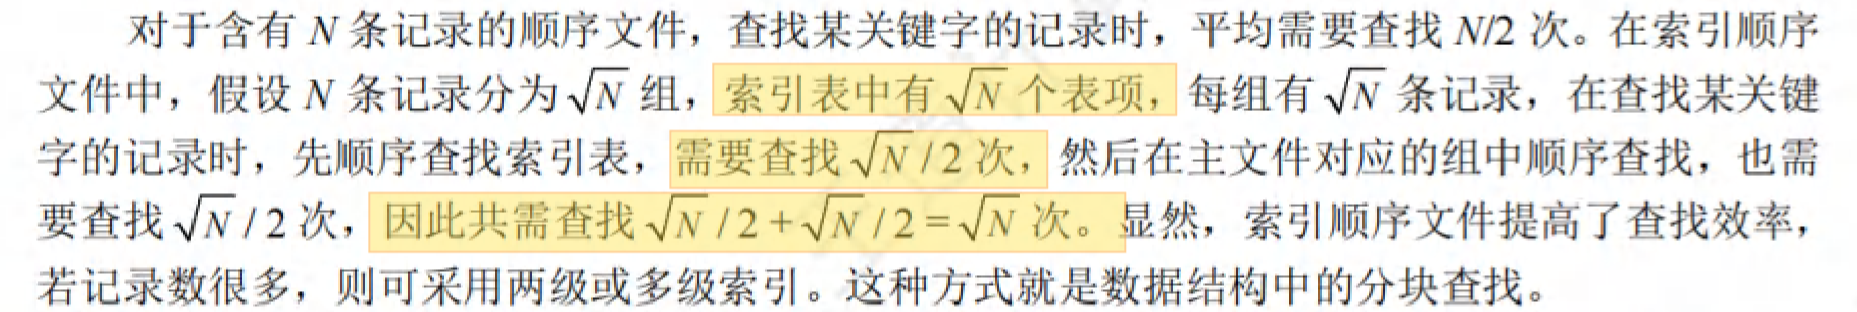 对于含有 N 条记录的顺序文件，查找某关键字的记录时，平均需要查找 N/2 次。在索引顺序
文件中，假设 N 条记录分为 √N 组，索引表中有 √N 个表项，每组有 √N 条记录，在查找某关键
字的记录时，先顺序查找索引表，需要查找 √N / 2 次，然后在主文件对应的组中顺序查找，也需
要查找 √N / 2 次，因此共需查找 √N / 2 + √N / 2 = √N 次。显然，索引顺序文件提高了查找效率，
若记录数很多，则可采用两级或多级索引。这种方式就是数据结构中的分块查找。